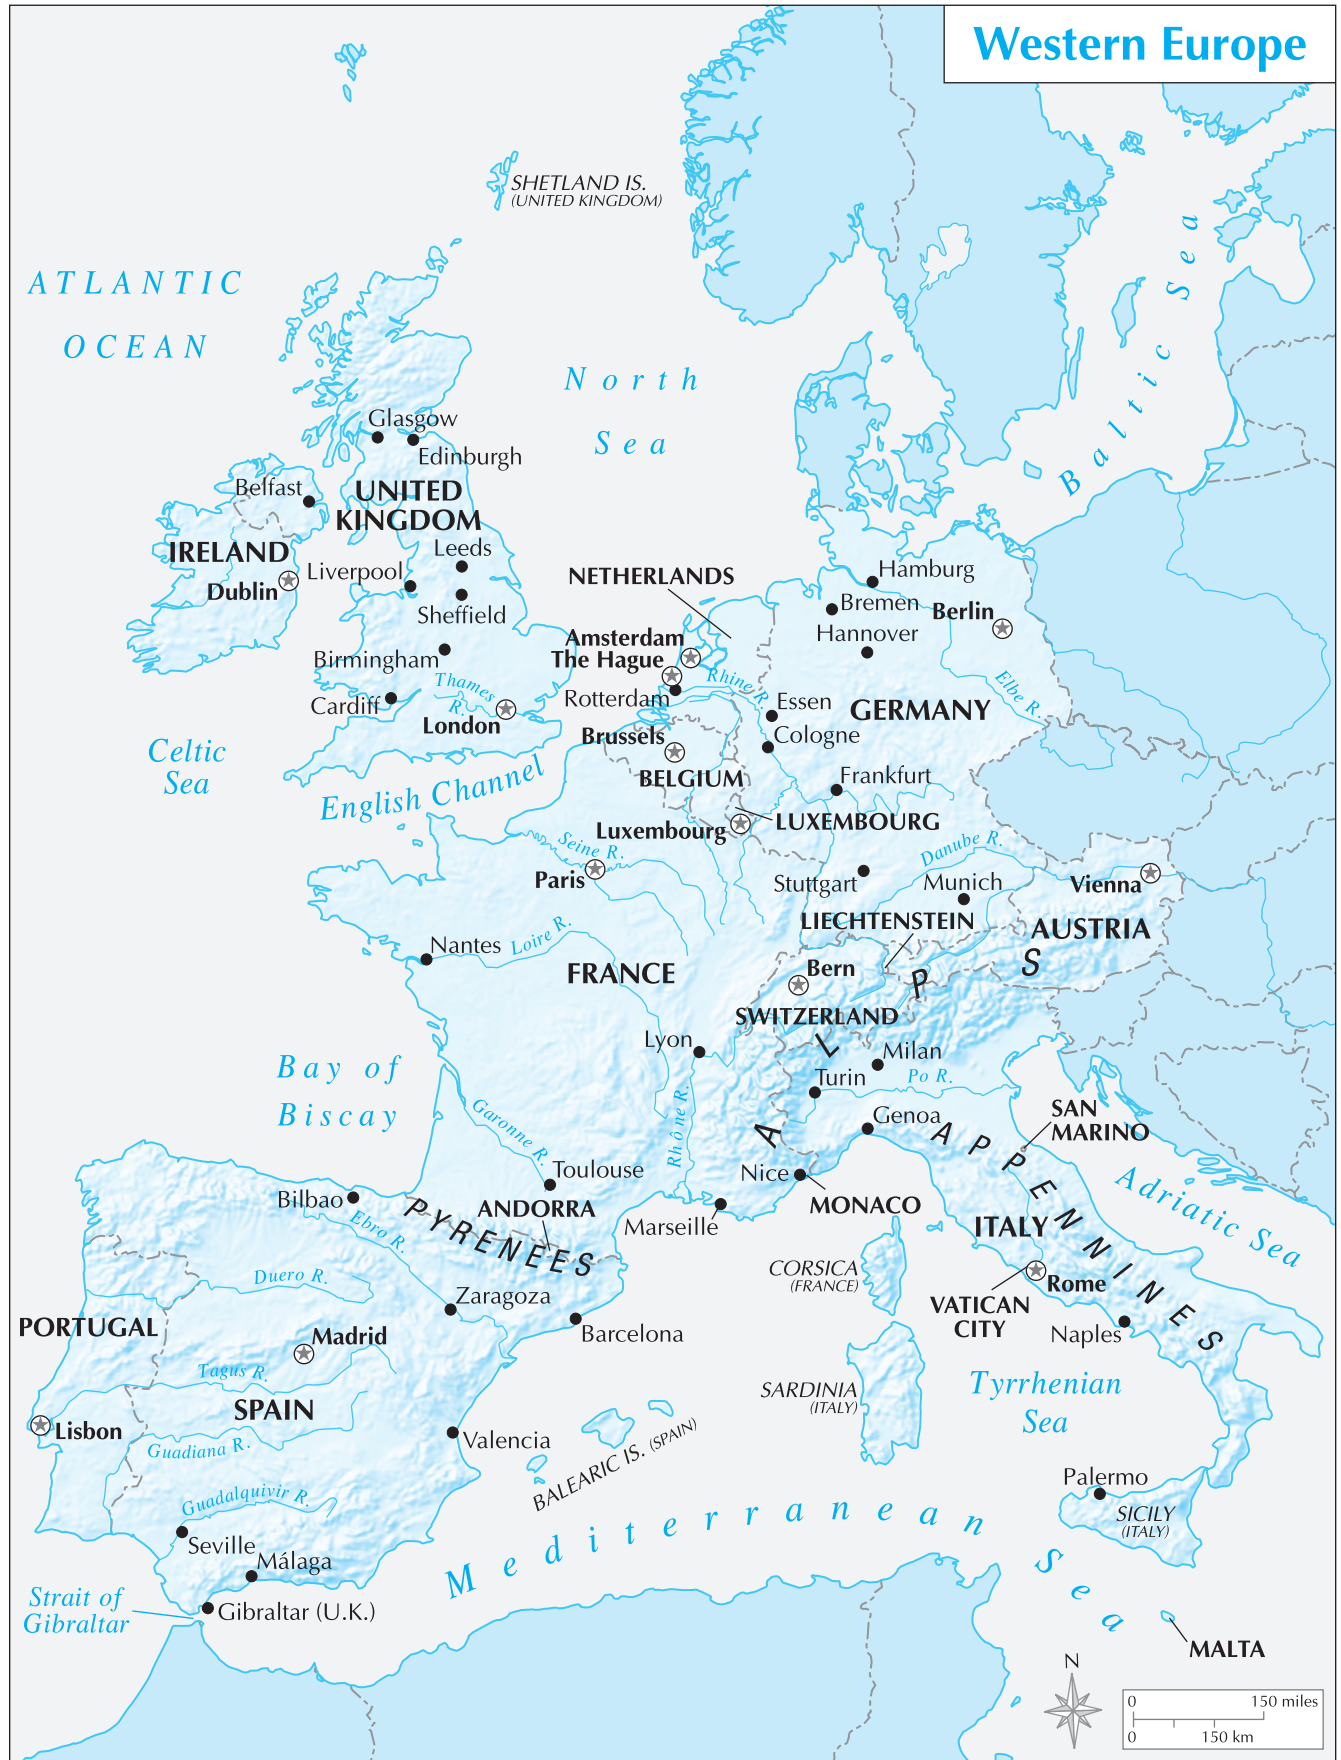 Western Europe
SHETLAND IS.
(UNITED KINGDOM)
ATLANTIC
OCEAN
North
Sea
Baltic Sea
Glasgow
Edinburgh
Belfast
UNITED
KINGDOM
IRELAND
Dublin
Leeds
Liverpool
Sheffield
Birmingham
Cardiff
Thames
R.
London
NETHERLANDS
Amsterdam
The Hague
Rotterdam
Rhine R.
Hamburg
Bremen
Berlin
Hannover
Elbe R.
Essen
GERMANY
Cologne
Brussels
BELGIUM
Frankfurt
Celtic
Sea
English Channel
LUXEMBOURG
Luxembourg
Seine R.
Paris
Danube R.
Stuttgart
Munich
Vienna
LIECHTENSTEIN
AUSTRIA
Nantes
Loire R.
FRANCE
Bern
SWITZERLAND
ALPS
Lyon
Milan
Turin
Po R.
Bay of
Biscay
Garonne R.
Rhône R.
Genoa
SAN
MARINO
APPENNINES
Toulouse
Nice
MONACO
Adriatic Sea
Bilbao
Ebro R.
PYRENEES
ANDORRA
Marseille
ITALY
CORSICA
(FRANCE)
Duero R.
Zaragoza
Rome
VATICAN
CITY
Naples
PORTUGAL
Madrid
Barcelona
Tagus R.
SPAIN
SARDINIA
(ITALY)
Tyrrhenian
Sea
Lisbon
Guadiana R.
Valencia
BALEARIC IS. (SPAIN)
Guadalquivir R.
Palermo
SICILY
(ITALY)
Seville
Málaga
Mediterranean Sea
Strait of
Gibraltar
Gibraltar (U.K.)
MALTA
N
0 150 miles
0 150 km